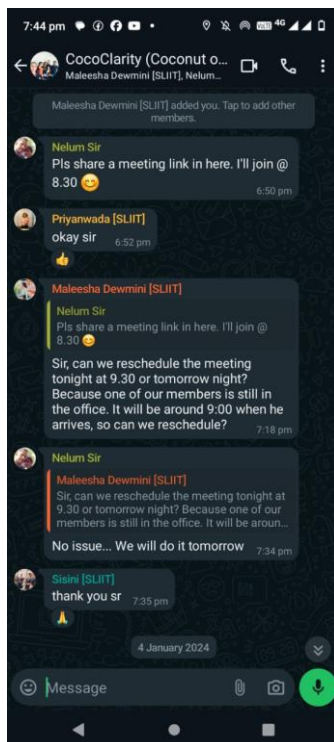 7:44 pm
4G
CocoClarity (Coconut o...
Maleesha Dewmini [SLIIT], Nelum...
Maleesha Dewmini [SLIIT] added you. Tap to add other
members.
Nelum Sir
Pls share a meeting link in here. I'll join @
8.30 😊
6:50 pm
Priyanwada [SLIIT]
okay sir 6:52 pm
👍
Maleesha Dewmini [SLIIT]
Nelum Sir
Pls share a meeting link in here. I'll join @
8.30 😊
Sir, can we reschedule the meeting
tonight at 9.30 or tomorrow night?
Because one of our members is still in
the office. It will be around 9:00 when he
arrives, so can we reschedule? 7:18 pm
Nelum Sir
Maleesha Dewmini [SLIIT]
Sir, can we reschedule the meeting tonight at
9.30 or tomorrow night? Because one of our
members is still in the office. It will be aroun...
No issue... We will do it tomorrow 7:34 pm
Sisini [SLIIT]
thank you sr 7:35 pm
🙏
4 January 2024
Message